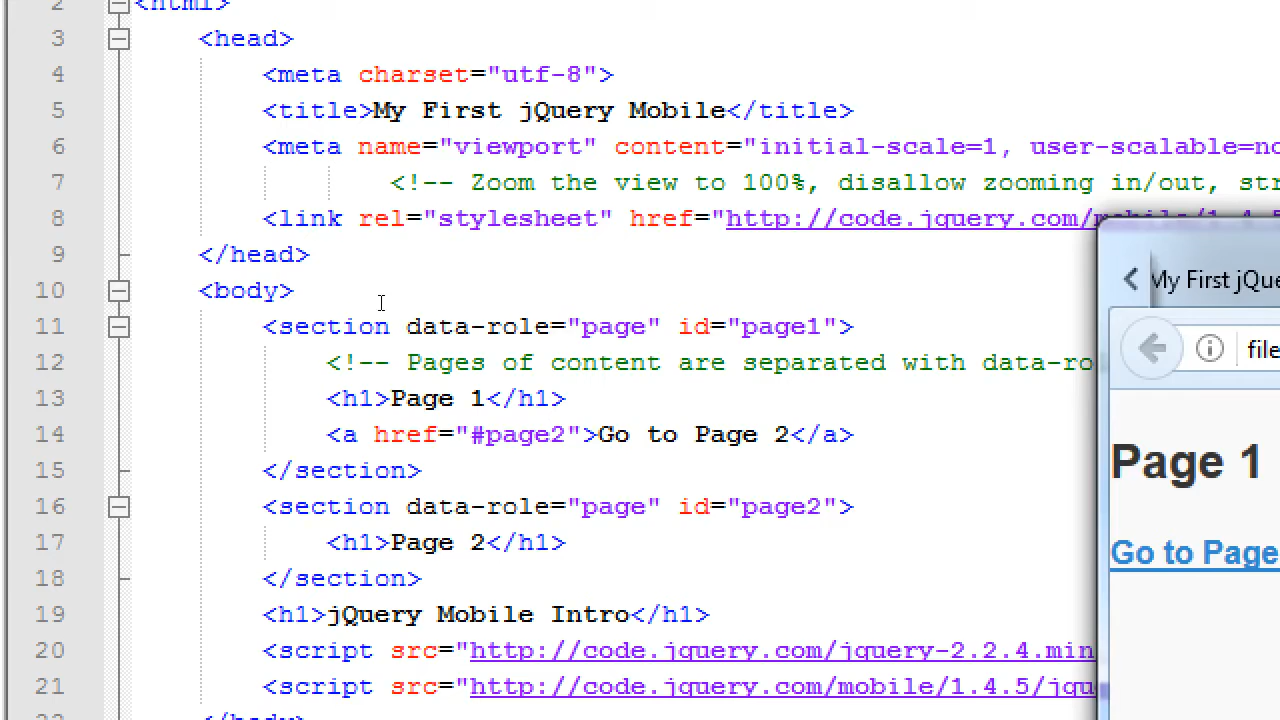 2 <html>
3 <head>
4 <meta charset="utf-8">
5 <title>My First jQuery Mobile</title>
6 <meta name="viewport" content="initial-scale=1, user-scalable=no
7 <!-- Zoom the view to 100%, disallow zooming in/out, str
8 <link rel="stylesheet" href="http://code.jquery.com/mobile/1.4.5
9 </head>
10 <body>
11 <section data-role="page" id="page1">
12 <!-- Pages of content are separated with data-ro
13 <h1>Page 1</h1>
14 <a href="#page2">Go to Page 2</a>
15 </section>
16 <section data-role="page" id="page2">
17 <h1>Page 2</h1>
18 </section>
19 <h1>jQuery Mobile Intro</h1>
20 <script src="http://code.jquery.com/jquery-2.2.4.min
21 <script src="http://code.jquery.com/mobile/1.4.5/jqu
</body>
My First jQue
file
Page 1
Go to Page